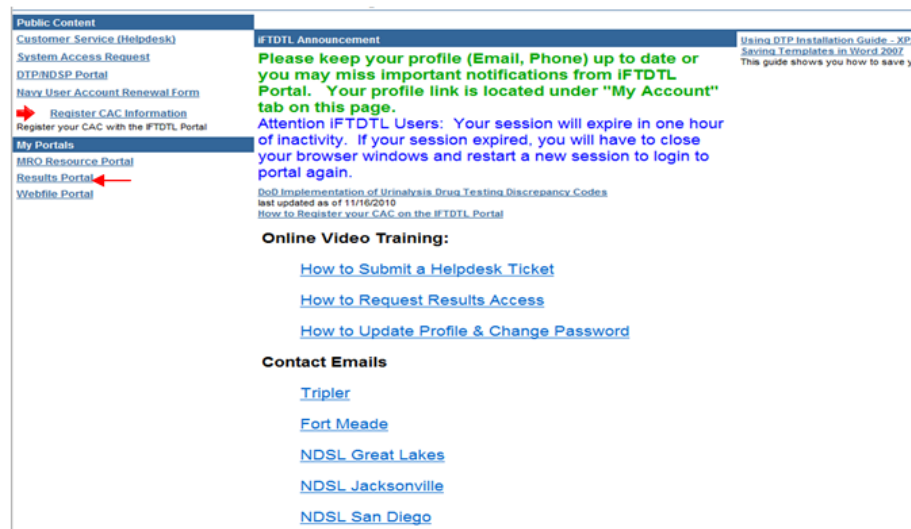 Public Content
Customer Service (Helpdesk)
System Access Request
DTP/NDSP Portal
Navy User Account Renewal Form
Register CAC Information
Register your CAC with the iFTDTL Portal
My Portals
MRO Resource Portal
Results Portal
Webfile Portal
iFTDTL Announcement
Please keep your profile (Email, Phone) up to date or
you may miss important notifications from iFTDTL
Portal. Your profile link is located under "My Account"
tab on this page.
Attention iFTDTL Users: Your session will expire in one hour
of inactivity. If your session expired, you will have to close
your browser windows and restart a new session to login to
portal again.
DoD Implementation of Urinalysis Drug Testing Discrepancy Codes
last updated as of 11/16/2010
How to Register your CAC on the IFTDTL Portal
Online Video Training:
How to Submit a Helpdesk Ticket
How to Request Results Access
How to Update Profile & Change Password
Contact Emails
Tripler
Fort Meade
NDSL Great Lakes
NDSL Jacksonville
NDSL San Diego
Using DTP Installation Guide - XP
Saving Templates in Word 2007
This guide shows you how to save y